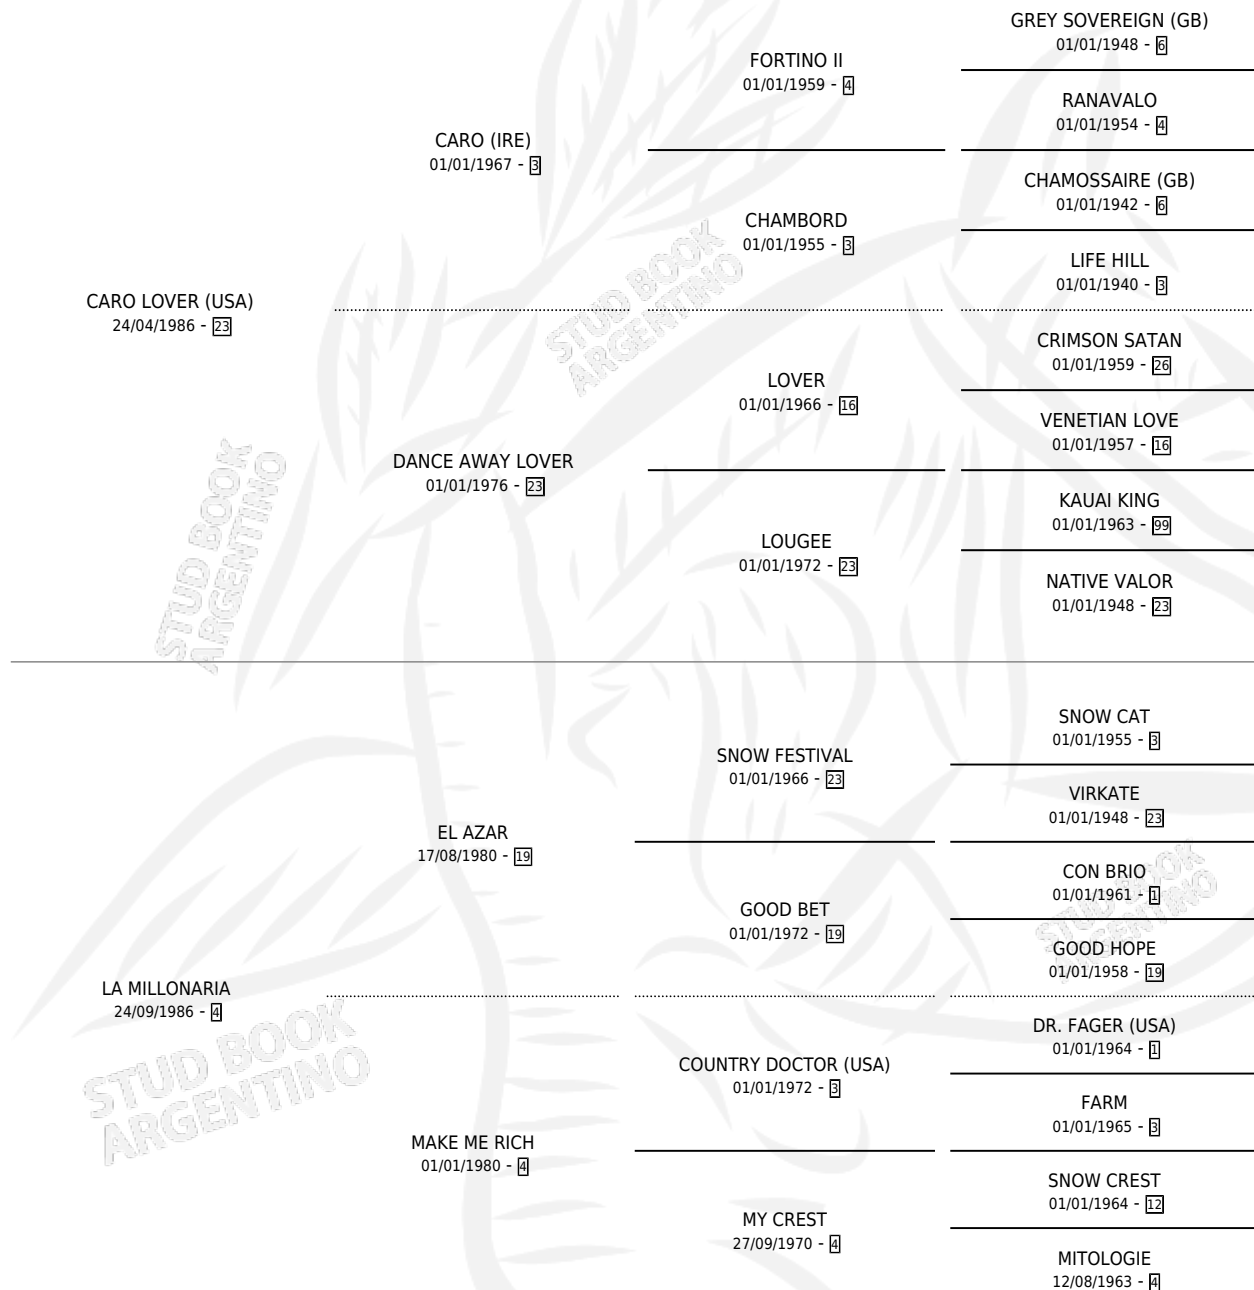 GREY SOVEREIGN (GB)
01/01/1948 - 6
FORTINO II
01/01/1959 - 4
RANAVALO
01/01/1954 - 4
CARO (IRE)
01/01/1967 - 3
CHAMOSSAIRE (GB)
01/01/1942 - 6
CHAMBORD
01/01/1955 - 3
LIFE HILL
01/01/1940 - 3
CARO LOVER (USA)
24/04/1986 - 23
CRIMSON SATAN
01/01/1959 - 26
LOVER
01/01/1966 - 16
VENETIAN LOVE
01/01/1957 - 16
DANCE AWAY LOVER
01/01/1976 - 23
KAUAI KING
01/01/1963 - 99
LOUGEE
01/01/1972 - 23
NATIVE VALOR
01/01/1948 - 23
STUD BOOK
ARGENTINO
STUD BOOK
ARGENTINO
SNOW CAT
01/01/1955 - 3
SNOW FESTIVAL
01/01/1966 - 23
VIRKATE
01/01/1948 - 23
EL AZAR
17/08/1980 - 19
CON BRIO
01/01/1961 - 1
GOOD BET
01/01/1972 - 19
GOOD HOPE
01/01/1958 - 19
STUD BOOK
ARGENTINO
LA MILLONARIA
24/09/1986 - 4
DR. FAGER (USA)
01/01/1964 - 1
COUNTRY DOCTOR (USA)
01/01/1972 - 3
FARM
01/01/1965 - 3
MAKE ME RICH
01/01/1980 - 4
SNOW CREST
01/01/1964 - 12
MY CREST
27/09/1970 - 4
MITOLOGIE
12/08/1963 - 4
STUD BOOK
ARGENTINO